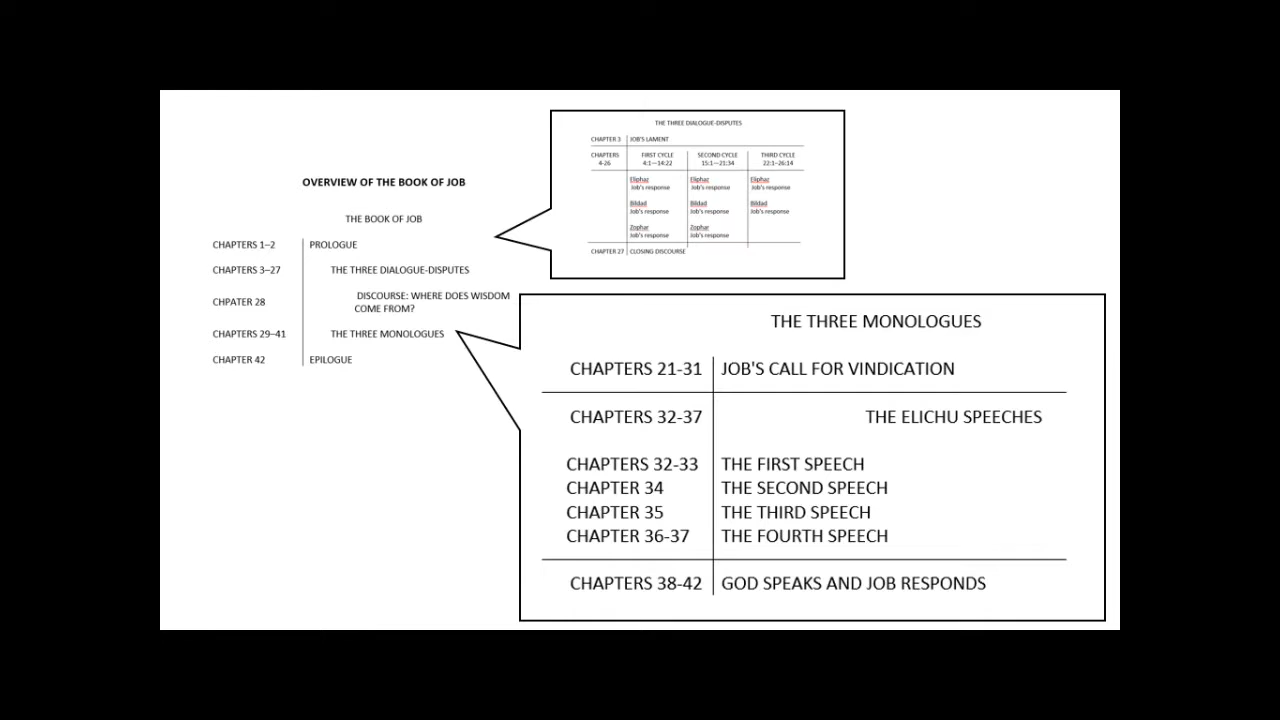 OVERVIEW OF THE BOOK OF JOB
THE BOOK OF JOB
CHAPTERS 1–2 PROLOGUE
CHAPTERS 3–27 THE THREE DIALOGUE-DISPUTES
CHPATER 28 DISCOURSE: WHERE DOES WISDOM
COME FROM?
CHAPTERS 29–41 THE THREE MONOLOGUES
CHAPTER 42 EPILOGUE
THE THREE DIALOGUE-DISPUTES
CHAPTER 3 JOB'S LAMENT
CHAPTERS FIRST CYCLE SECOND CYCLE THIRD CYCLE
4-26 4:1—14:22 15:1—21:34 22:1–26:14
Eliphaz Eliphaz Eliphaz
Job's response Job's response Job's response
Bildad Bildad Bildad
Job's response Job's response Job's response
Zophar Zophar
Job's response Job's response
CHAPTER 27 CLOSING DISCOURSE
THE THREE MONOLOGUES
CHAPTERS 21-31 JOB'S CALL FOR VINDICATION
CHAPTERS 32-37 THE ELICHU SPEECHES
CHAPTERS 32-33 THE FIRST SPEECH
CHAPTER 34 THE SECOND SPEECH
CHAPTER 35 THE THIRD SPEECH
CHAPTER 36-37 THE FOURTH SPEECH
CHAPTERS 38-42 GOD SPEAKS AND JOB RESPONDS